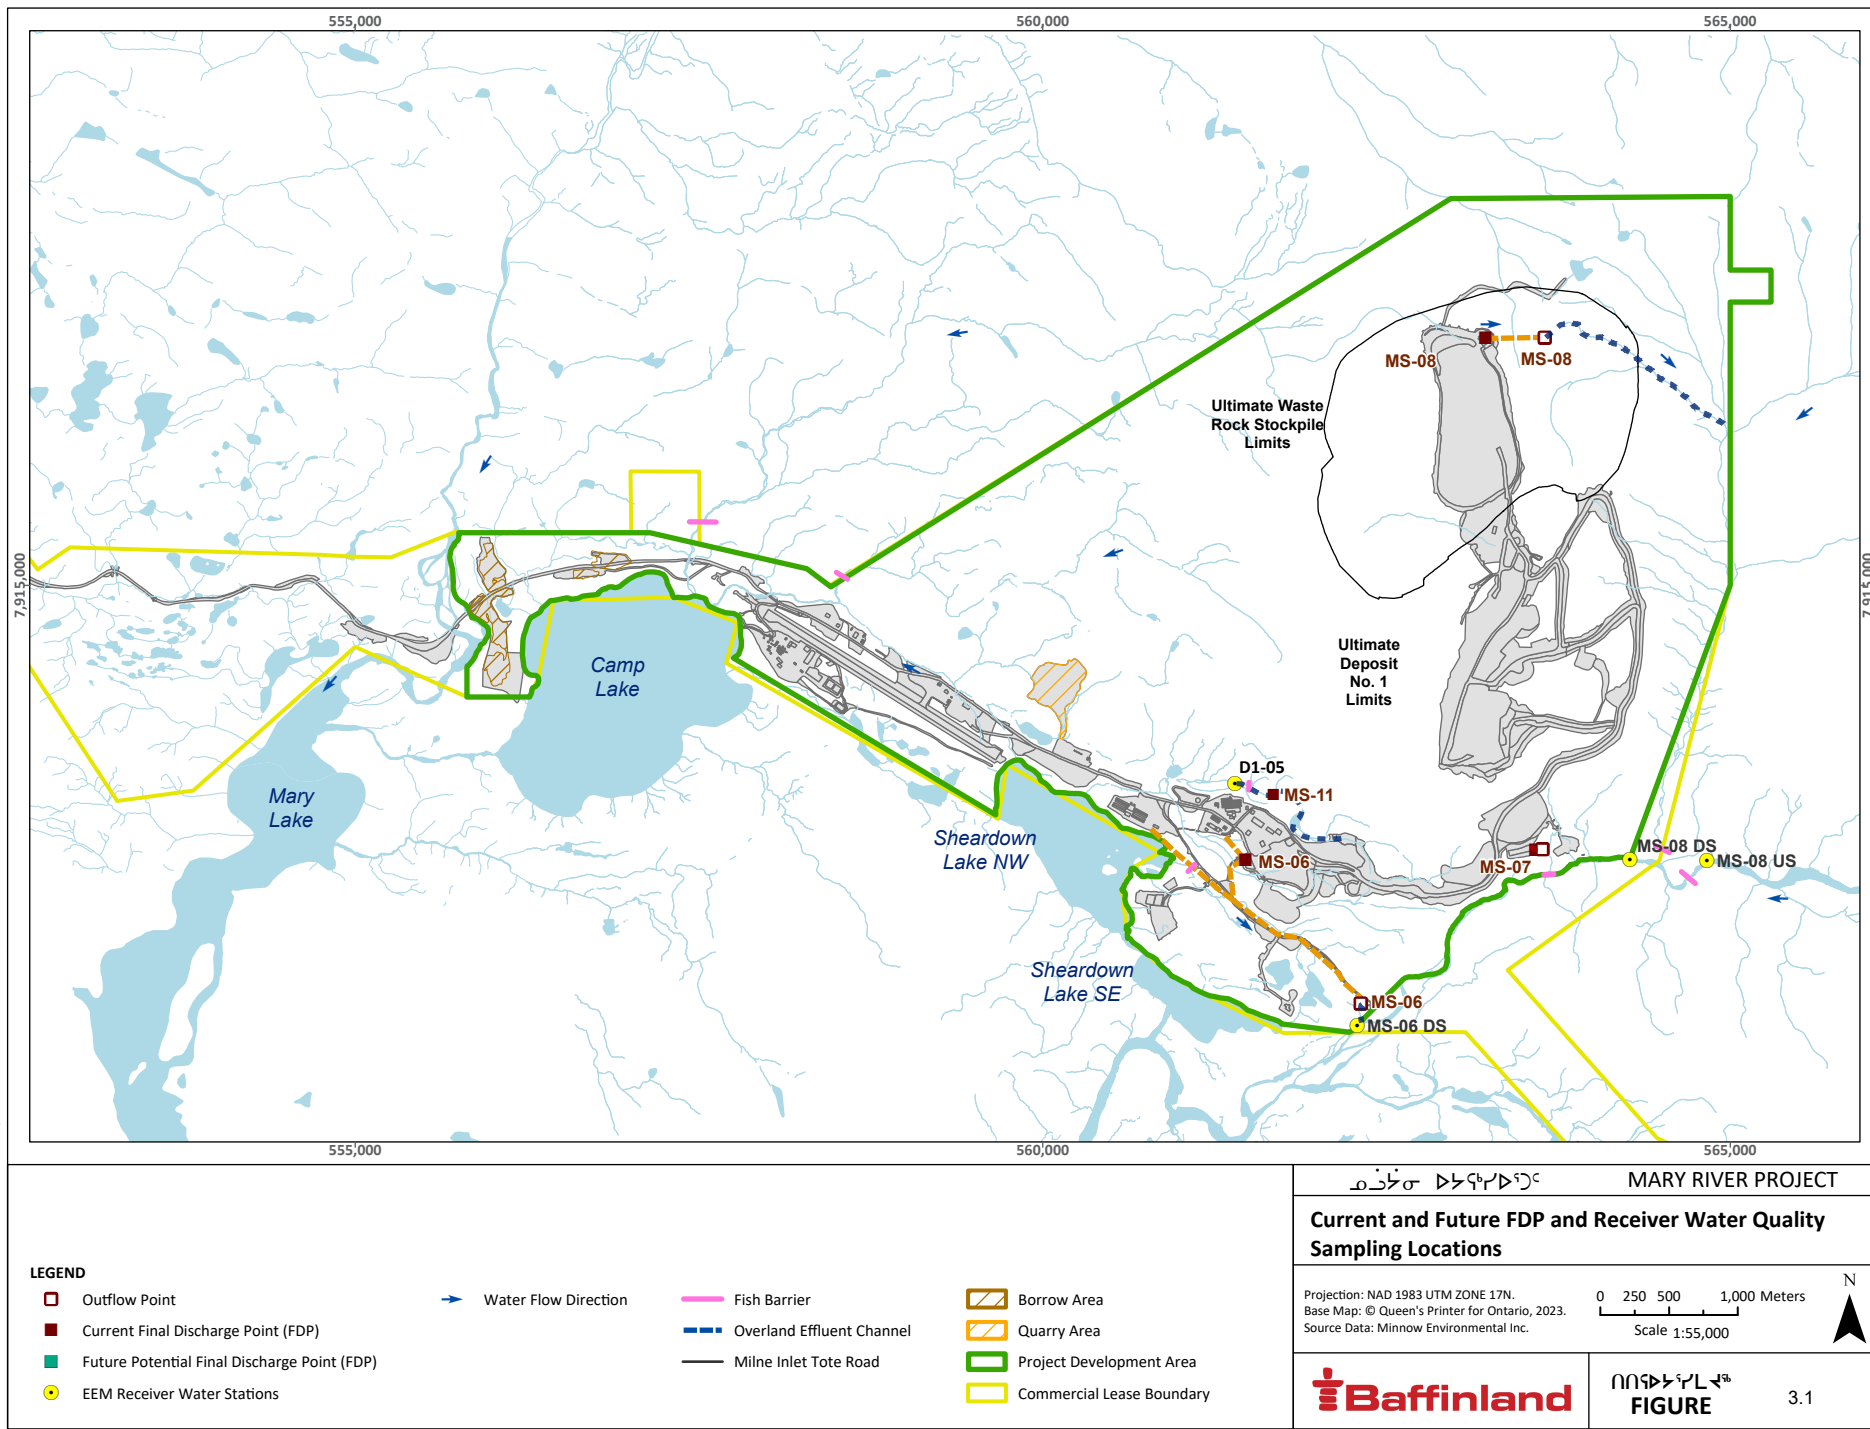 555,000
560,000
565,000
7,915,000
7,915,000
MS-08
MS-08
Ultimate Waste
Rock Stockpile
Limits
Ultimate
Deposit
No. 1
Limits
Camp
Lake
Mary
Lake
D1-05
MS-11
Sheardown
Lake NW
MS-06
MS-07
MS-08 DS
MS-08 US
Sheardown
Lake SE
MS-06
MS-06 DS
555,000
560,000
565,000
LEGEND
Outflow Point
Current Final Discharge Point (FDP)
Future Potential Final Discharge Point (FDP)
EEM Receiver Water Stations
Water Flow Direction
Fish Barrier
Overland Effluent Channel
Milne Inlet Tote Road
Borrow Area
Quarry Area
Project Development Area
Commercial Lease Boundary
MARY RIVER PROJECT
Current and Future FDP and Receiver Water Quality
Sampling Locations
Projection: NAD 1983 UTM ZONE 17N.
Base Map: © Queen's Printer for Ontario, 2023.
Source Data: Minnow Environmental Inc.
0 250 500 1,000 Meters
Scale 1:55,000
N
Baffinland
FIGURE 3.1